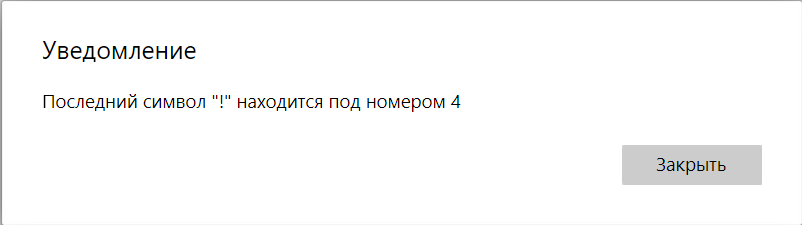 Уведомление
Последний символ "!" находится под номером 4
Закрыть